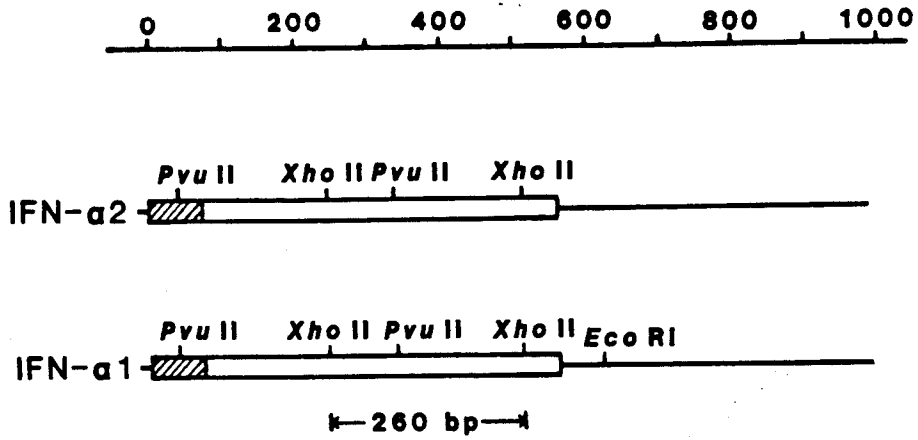 0 200 400 600 800 1000
Pvu II Xho II Pvu II Xho II
IFN-α2
Pvu II Xho II Pvu II Xho II Eco RI
IFN-α1
260 bp